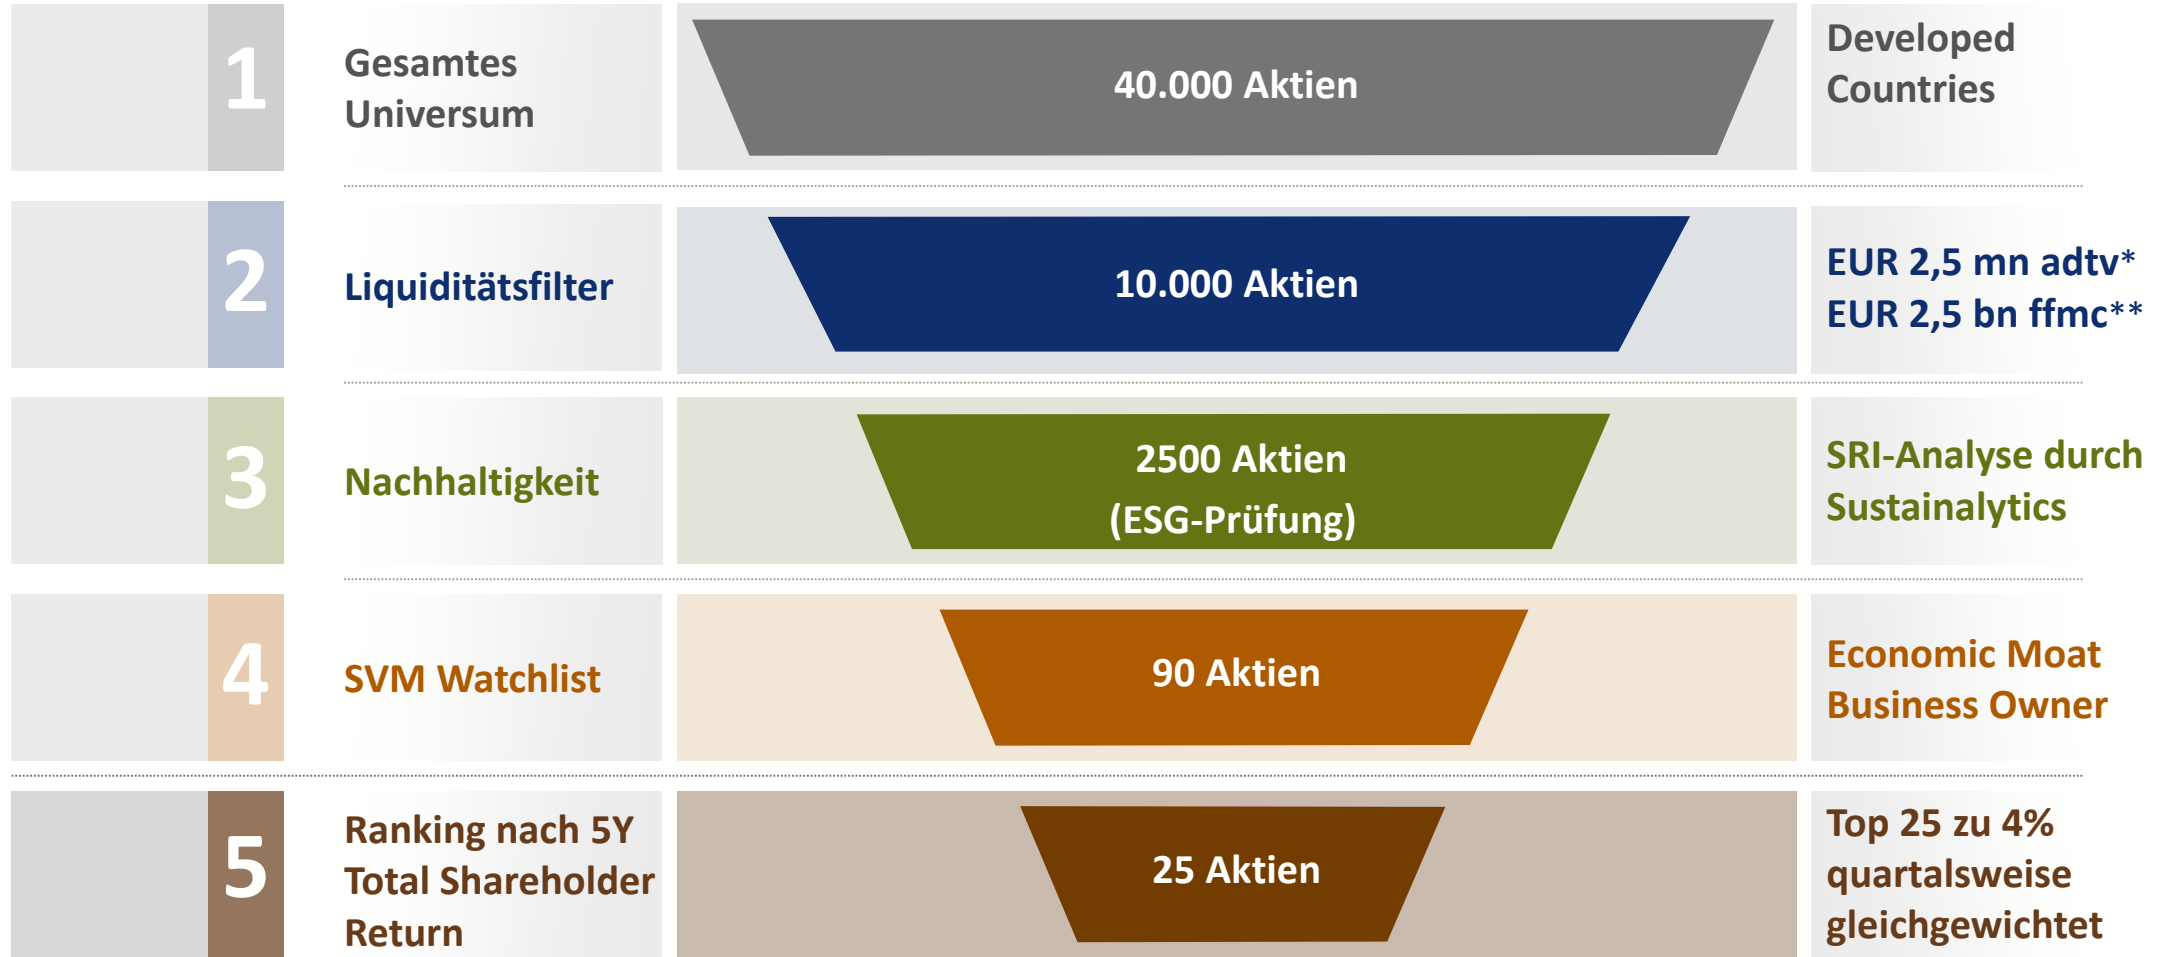 1
Gesamtes
Universum
40.000 Aktien
Developed
Countries
2
Liquiditätsfilter
10.000 Aktien
EUR 2,5 mn adtv*
EUR 2,5 bn ffmc**
3
Nachhaltigkeit
2500 Aktien
(ESG-Prüfung)
SRI-Analyse durch
Sustainalytics
4
SVM Watchlist
90 Aktien
Economic Moat
Business Owner
5
Ranking nach 5Y
Total Shareholder
Return
25 Aktien
Top 25 zu 4%
quartalsweise
gleichgewichtet